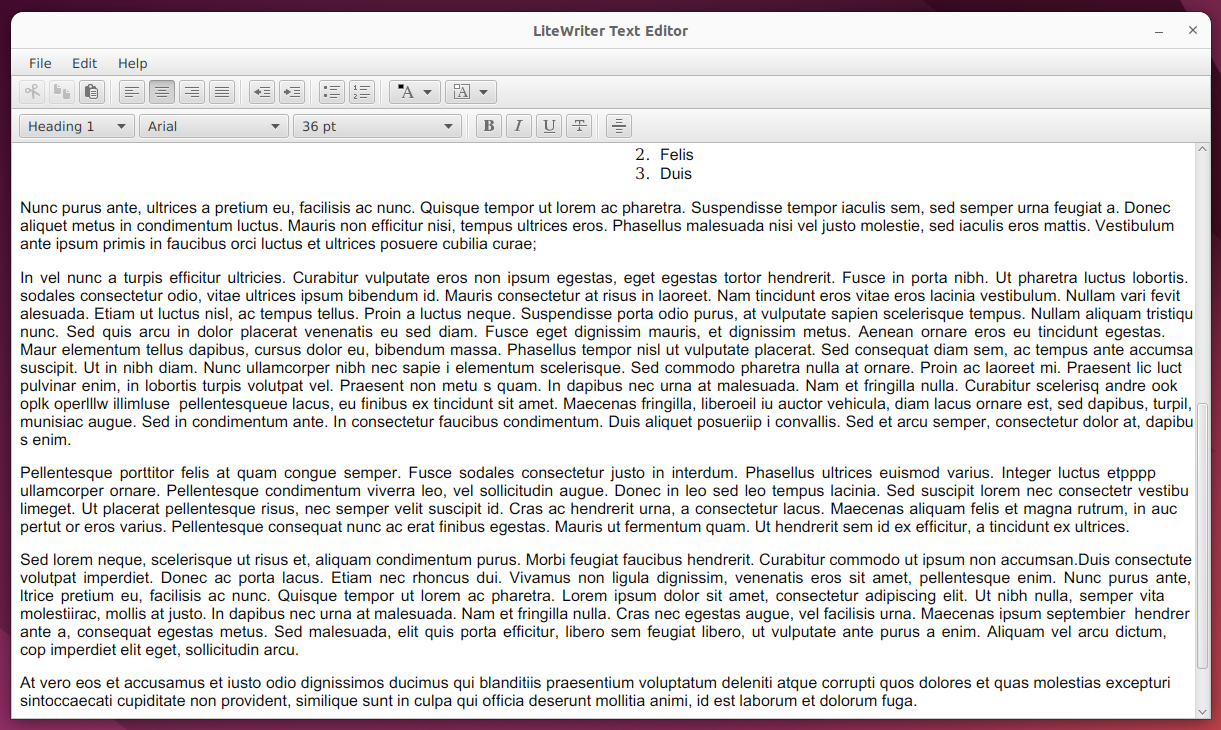 LiteWriter Text Editor
File Edit Help
Heading 1 Arial 36 pt B I U T
2. Felis
3. Duis
Nunc purus ante, ultrices a pretium eu, facilisis ac nunc. Quisque tempor ut lorem ac pharetra. Suspendisse tempor iaculis sem, sed semper urna feugiat a. Donec
aliquet metus in condimentum luctus. Mauris non efficitur nisi, tempus ultrices eros. Phasellus malesuada nisi vel justo molestie, sed iaculis eros mattis. Vestibulum
ante ipsum primis in faucibus orci luctus et ultrices posuere cubilia curae;
In vel nunc a turpis efficitur ultricies. Curabitur vulputate eros non ipsum egestas, eget egestas tortor hendrerit. Fusce in porta nibh. Ut pharetra luctus lobortis.
sodales consectetur odio, vitae ultrices ipsum bibendum id. Mauris consectetur at risus in laoreet. Nam tincidunt eros vitae eros lacinia vestibulum. Nullam vari fevit
alesuada. Etiam ut luctus nisl, ac tempus tellus. Proin a luctus neque. Suspendisse porta odio purus, at vulputate sapien scelerisque tempus. Nullam aliquam tristiqu
nunc. Sed quis arcu in dolor placerat venenatis eu sed diam. Fusce eget dignissim mauris, et dignissim metus. Aenean ornare eros eu tincidunt egestas.
Maur elementum tellus dapibus, cursus dolor eu, bibendum massa. Phasellus tempor nisl ut vulputate placerat. Sed consequat diam sem, ac tempus ante accumsa
suscipit. Ut in nibh diam. Nunc ullamcorper nibh nec sapie i elementum scelerisque. Sed commodo pharetra nulla at ornare. Proin ac laoreet mi. Praesent lic luct
pulvinar enim, in lobortis turpis volutpat vel. Praesent non metu s quam. In dapibus nec urna at malesuada. Nam et fringilla nulla. Curabitur scelerisq andre ook
oplk operlllw illimluse pellentesqueue lacus, eu finibus ex tincidunt sit amet. Maecenas fringilla, liberoeil iu auctor vehicula, diam lacus ornare est, sed dapibus, turpil,
munisiac augue. Sed in condimentum ante. In consectetur faucibus condimentum. Duis aliquet posueriip i convallis. Sed et arcu semper, consectetur dolor at, dapibu
s enim.
Pellentesque porttitor felis at quam congue semper. Fusce sodales consectetur justo in interdum. Phasellus ultrices euismod varius. Integer luctus etpppp
ullamcorper ornare. Pellentesque condimentum viverra leo, vel sollicitudin augue. Donec in leo sed leo tempus lacinia. Sed suscipit lorem nec consectetr vestibu
limeget. Ut placerat pellentesque risus, nec semper velit suscipit id. Cras ac hendrerit urna, a consectetur lacus. Maecenas aliquam felis et magna rutrum, in auc
pertut or eros varius. Pellentesque consequat nunc ac erat finibus egestas. Mauris ut fermentum quam. Ut hendrerit sem id ex efficitur, a tincidunt ex ultrices.
Sed lorem neque, scelerisque ut risus et, aliquam condimentum purus. Morbi feugiat faucibus hendrerit. Curabitur commodo ut ipsum non accumsan.Duis consectute
volutpat imperdiet. Donec ac porta lacus. Etiam nec rhoncus dui. Vivamus non ligula dignissim, venenatis eros sit amet, pellentesque enim. Nunc purus ante,
ltrice pretium eu, facilisis ac nunc. Quisque tempor ut lorem ac pharetra. Lorem ipsum dolor sit amet, consectetur adipiscing elit. Ut nibh nulla, semper vita
molestiirac, mollis at justo. In dapibus nec urna at malesuada. Nam et fringilla nulla. Cras nec egestas augue, vel facilisis urna. Maecenas ipsum septembier hendrer
ante a, consequat egestas metus. Sed malesuada, elit quis porta efficitur, libero sem feugiat libero, ut vulputate ante purus a enim. Aliquam vel arcu dictum,
cop imperdiet elit eget, sollicitudin arcu.
At vero eos et accusamus et iusto odio dignissimos ducimus qui blanditiis praesentium voluptatum deleniti atque corrupti quos dolores et quas molestias excepturi
sintoccaecati cupiditate non provident, similique sunt in culpa qui officia deserunt mollitia animi, id est laborum et dolorum fuga.